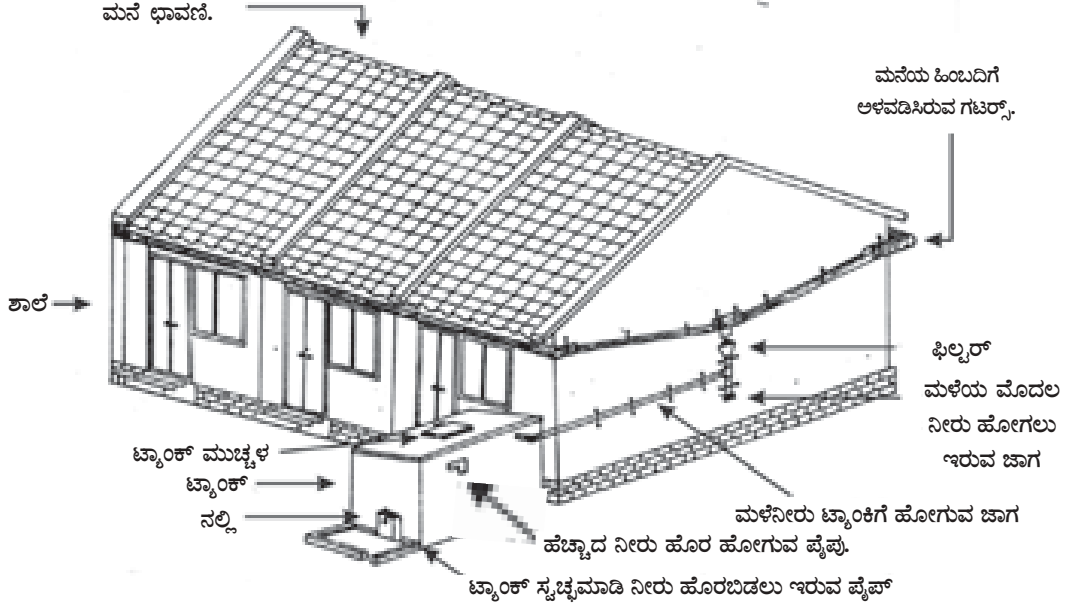 ಮನೆ ಛಾವಣಿ.
ಮನೆಯ ಹಿಂಬದಿಗೆ
ಅಳವಡಿಸಿರುವ ಗಟರ್ಸ್.
ಶಾಲೆ
ಫಿಲ್ಟರ್
ಮಳೆಯ ಮೊದಲ
ನೀರು ಹೋಗಲು
ಇರುವ ಜಾಗ
ಟ್ಯಾಂಕ್ ಮುಚ್ಚಳ
ಟ್ಯಾಂಕ್
ನಲ್ಲಿ
ಮಳೆನೀರು ಟ್ಯಾಂಕಿಗೆ ಹೋಗುವ ಜಾಗ
ಹೆಚ್ಚಾದ ನೀರು ಹೊರ ಹೋಗುವ ಪೈಪು.
ಟ್ಯಾಂಕ್ ಸ್ವಚ್ಛಮಾಡಿ ನೀರು ಹೊರಬಿಡಲು ಇರುವ ಪೈಪ್